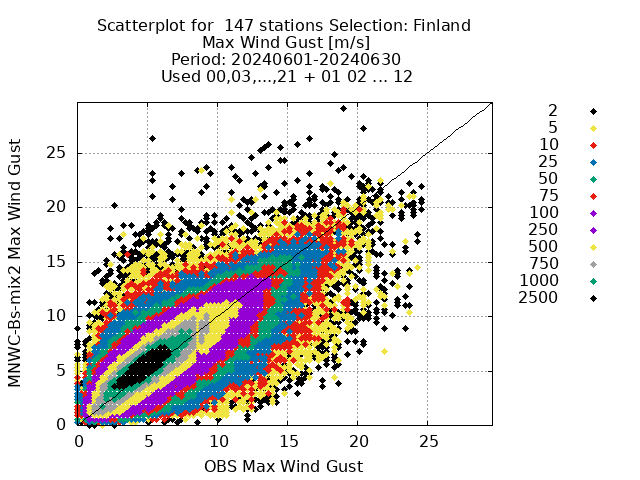 Scatterplot for 147 stations Selection: Finland
Max Wind Gust [m/s]
Period: 20240601-20240630
Used 00,03,...,21 + 01 02 ... 12
MNWC-Bs-mix2 Max Wind Gust
25
20
15
10
5
0
0 5 10 15 20 25
OBS Max Wind Gust
2
5
10
25
50
75
100
250
500
750
1000
2500